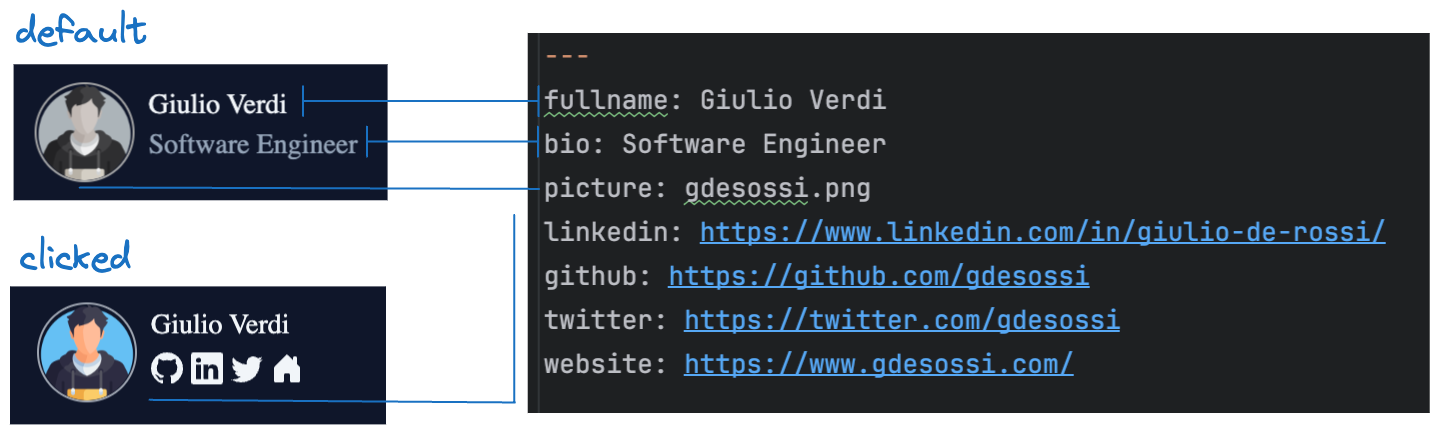 default
Giulio Verdi
Software Engineer
clicked
Giulio Verdi
in
---
fullname: Giulio Verdi
bio: Software Engineer
picture: gdesossi.png
linkedin: https://www.linkedin.com/in/giulio-de-rossi/
github: https://github.com/gdesossi
twitter: https://twitter.com/gdesossi
website: https://www.gdesossi.com/